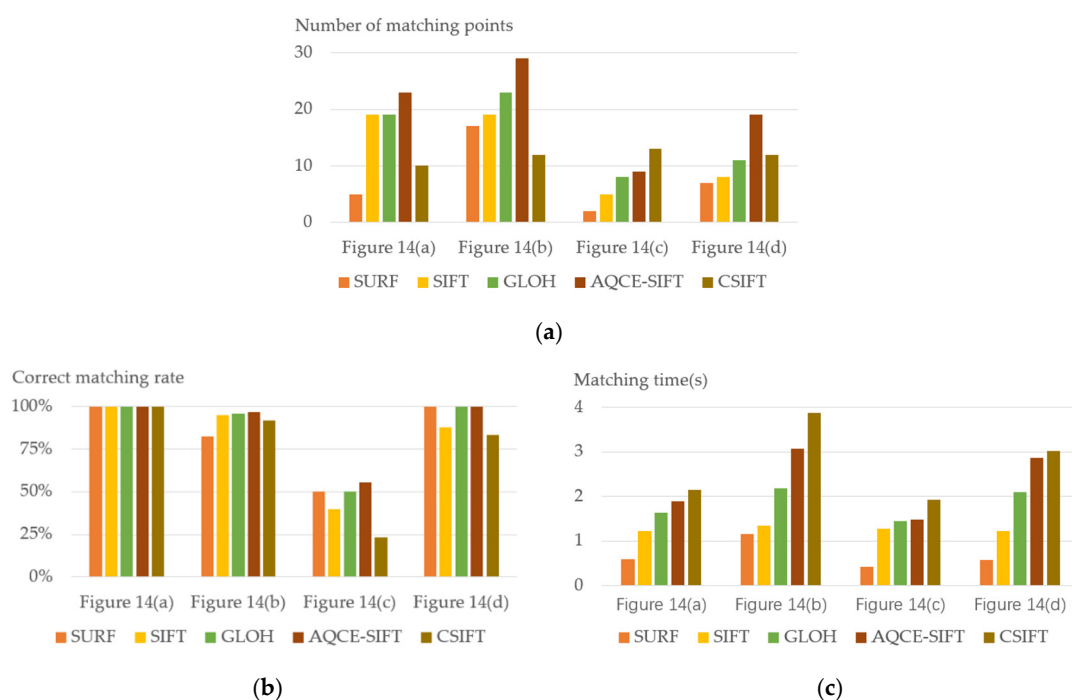 Number of matching points
30
20
10
0
Figure 14(a) Figure 14(b) Figure 14(c) Figure 14(d)
SURF SIFT GLOH AQCE-SIFT CSIFT
(a)
Correct matching rate
100%
75%
50%
25%
0%
Figure 14(a) Figure 14(b) Figure 14(c) Figure 14(d)
SURF SIFT GLOH AQCE-SIFT CSIFT
(b)
Matching time(s)
4
3
2
1
0
Figure 14(a) Figure 14(b) Figure 14(c) Figure 14(d)
SURF SIFT GLOH AQCE-SIFT CSIFT
(c)